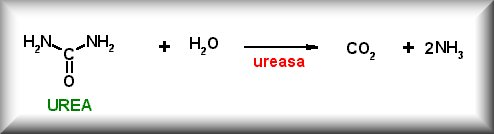 H₂N NH₂ + H₂O CO₂ + 2NH₃
C
O
ureasa
UREA